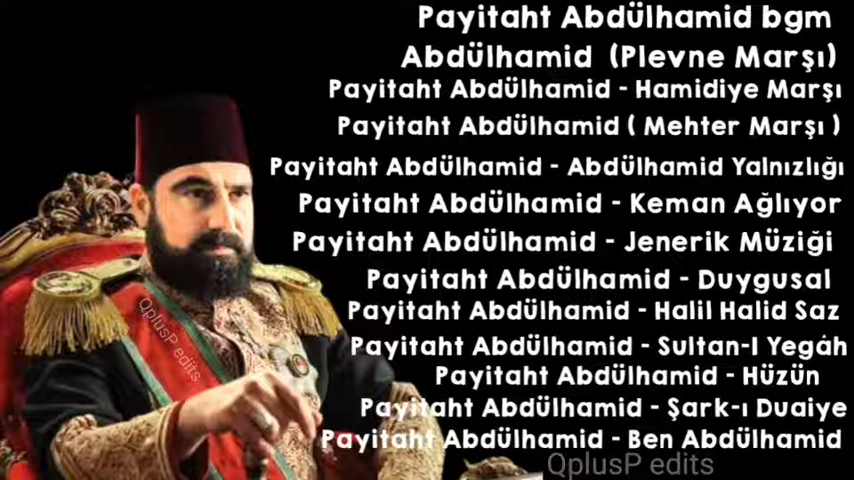 Payitaht Abdülhamid bgm
Abdülhamid (Plevne Marşı)
Payitaht Abdülhamid - Hamidiye Marşı
Payitaht Abdülhamid ( Mehter Marşı )
Payitaht Abdülhamid - Abdülhamid Yalnızlığı
Payitaht Abdülhamid - Keman Ağlıyor
Payitaht Abdülhamid - Jenerik Müziği
Payitaht Abdülhamid - Duygusal
Payitaht Abdülhamid - Halil Halid Saz
Payitaht Abdülhamid - Sultan-I Yegáh
Payitaht Abdülhamid - Hüzün
Payitaht Abdülhamid - Şark-ı Duaiye
Payitaht Abdülhamid - Ben Abdülhamid
QplusP edits
QplusP edits